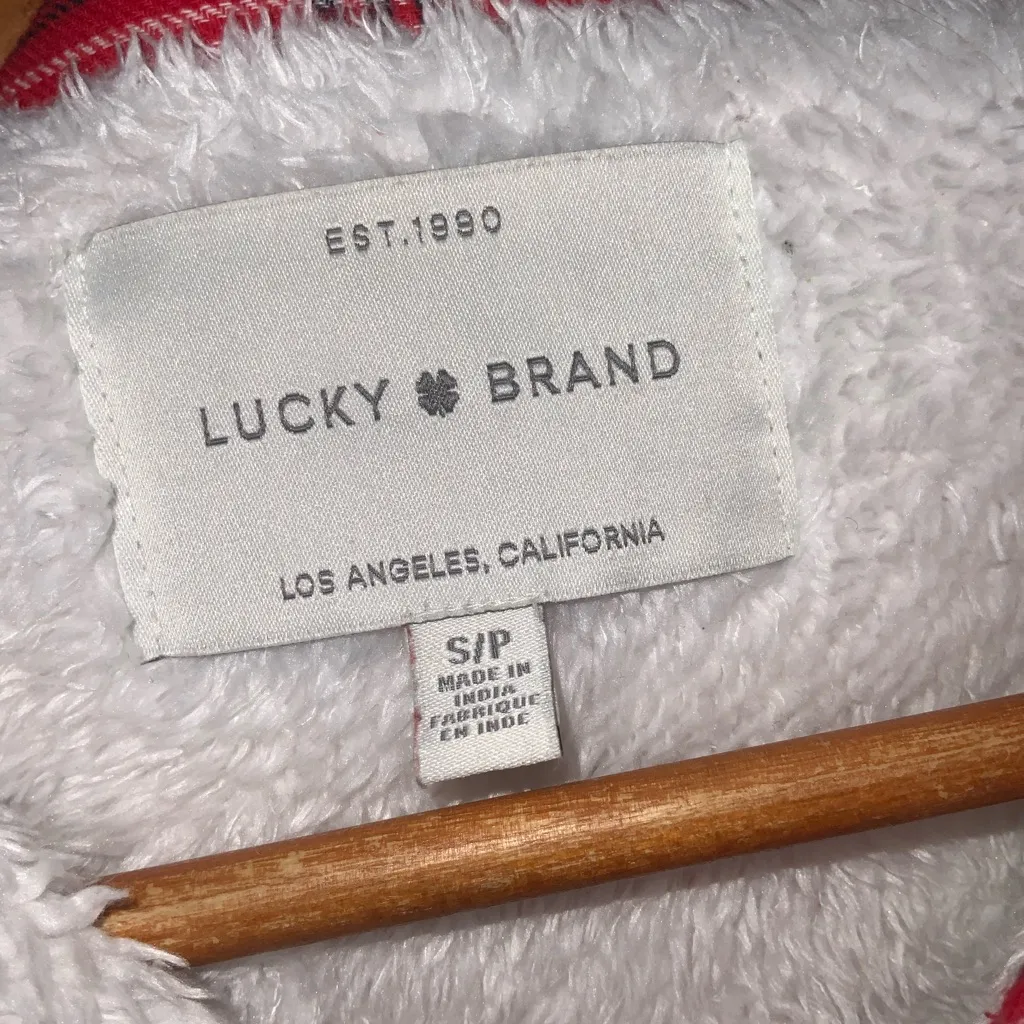 EST.1990
LUCKY BRAND
LOS ANGELES, CALIFORNIA
S/P
MADE IN
INDIA
FABRIQUE
EN INDE